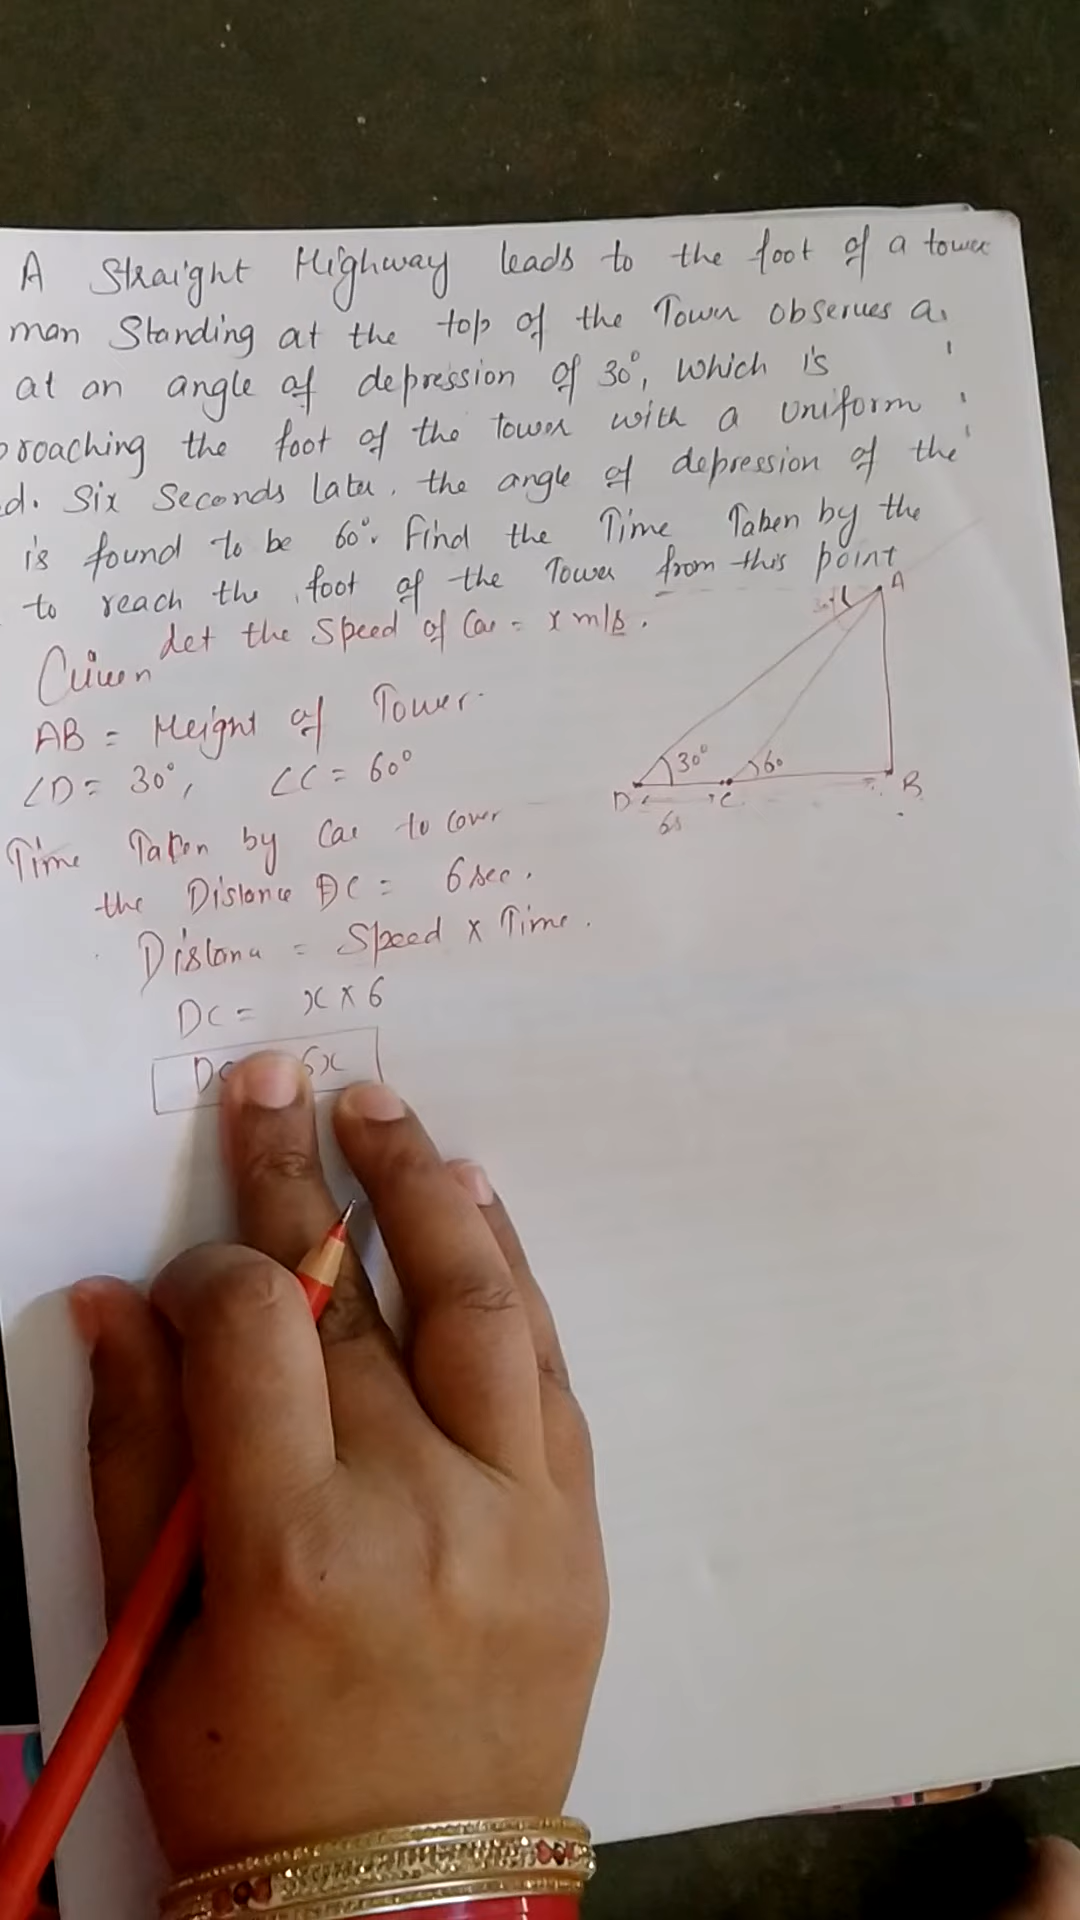 A Straight Highway leads to the foot of a tower
man Standing at the top of the Tower observes a
at an angle of depression of 30°, which is
roaching the foot of the tower with a uniform
d. Six Seconds later, the angle of depression of the
is found to be 60°. Find the Time Taken by the
to reach the foot of the Tower from this point
Given Let the Speed of Car = x m/s.
AB = Height of Tower.
∠D = 30°, ∠C = 60°
Time Taken by Car to cover
the Distance DC = 6 sec.
Distance = Speed × Time.
DC = x × 6
6x
A
30°
60
D
C
B
6s